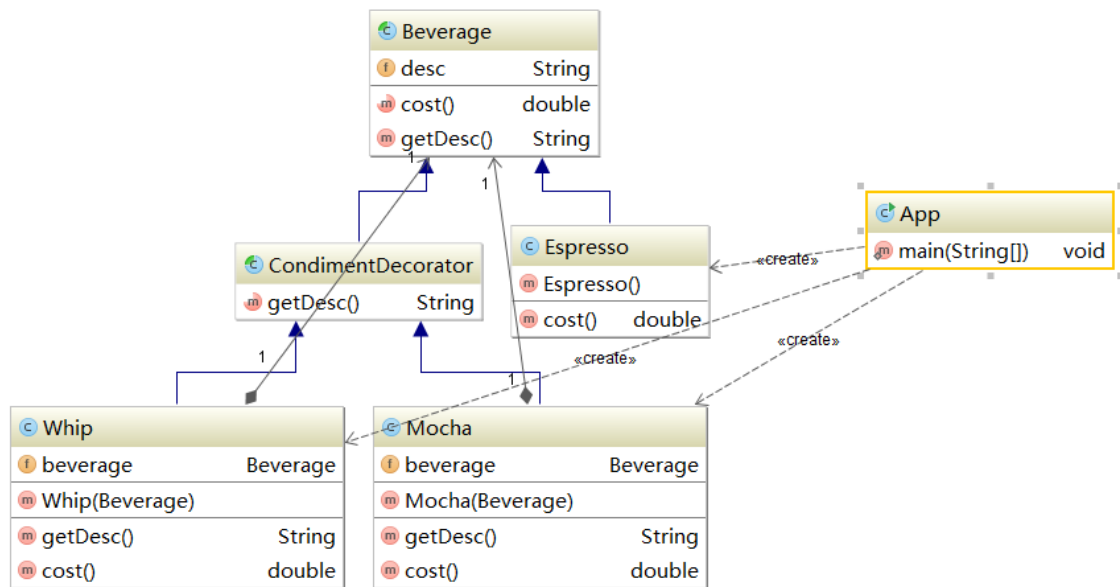 Beverage
desc String
cost() double
getDesc() String
1
1
CondimentDecorator
getDesc() String
Espresso
Espresso()
cost() double
App
main(String[]) void
«create»
«create»
«create»
1
1
Whip
beverage Beverage
Whip(Beverage)
getDesc() String
cost() double
Mocha
beverage Beverage
Mocha(Beverage)
getDesc() String
cost() double